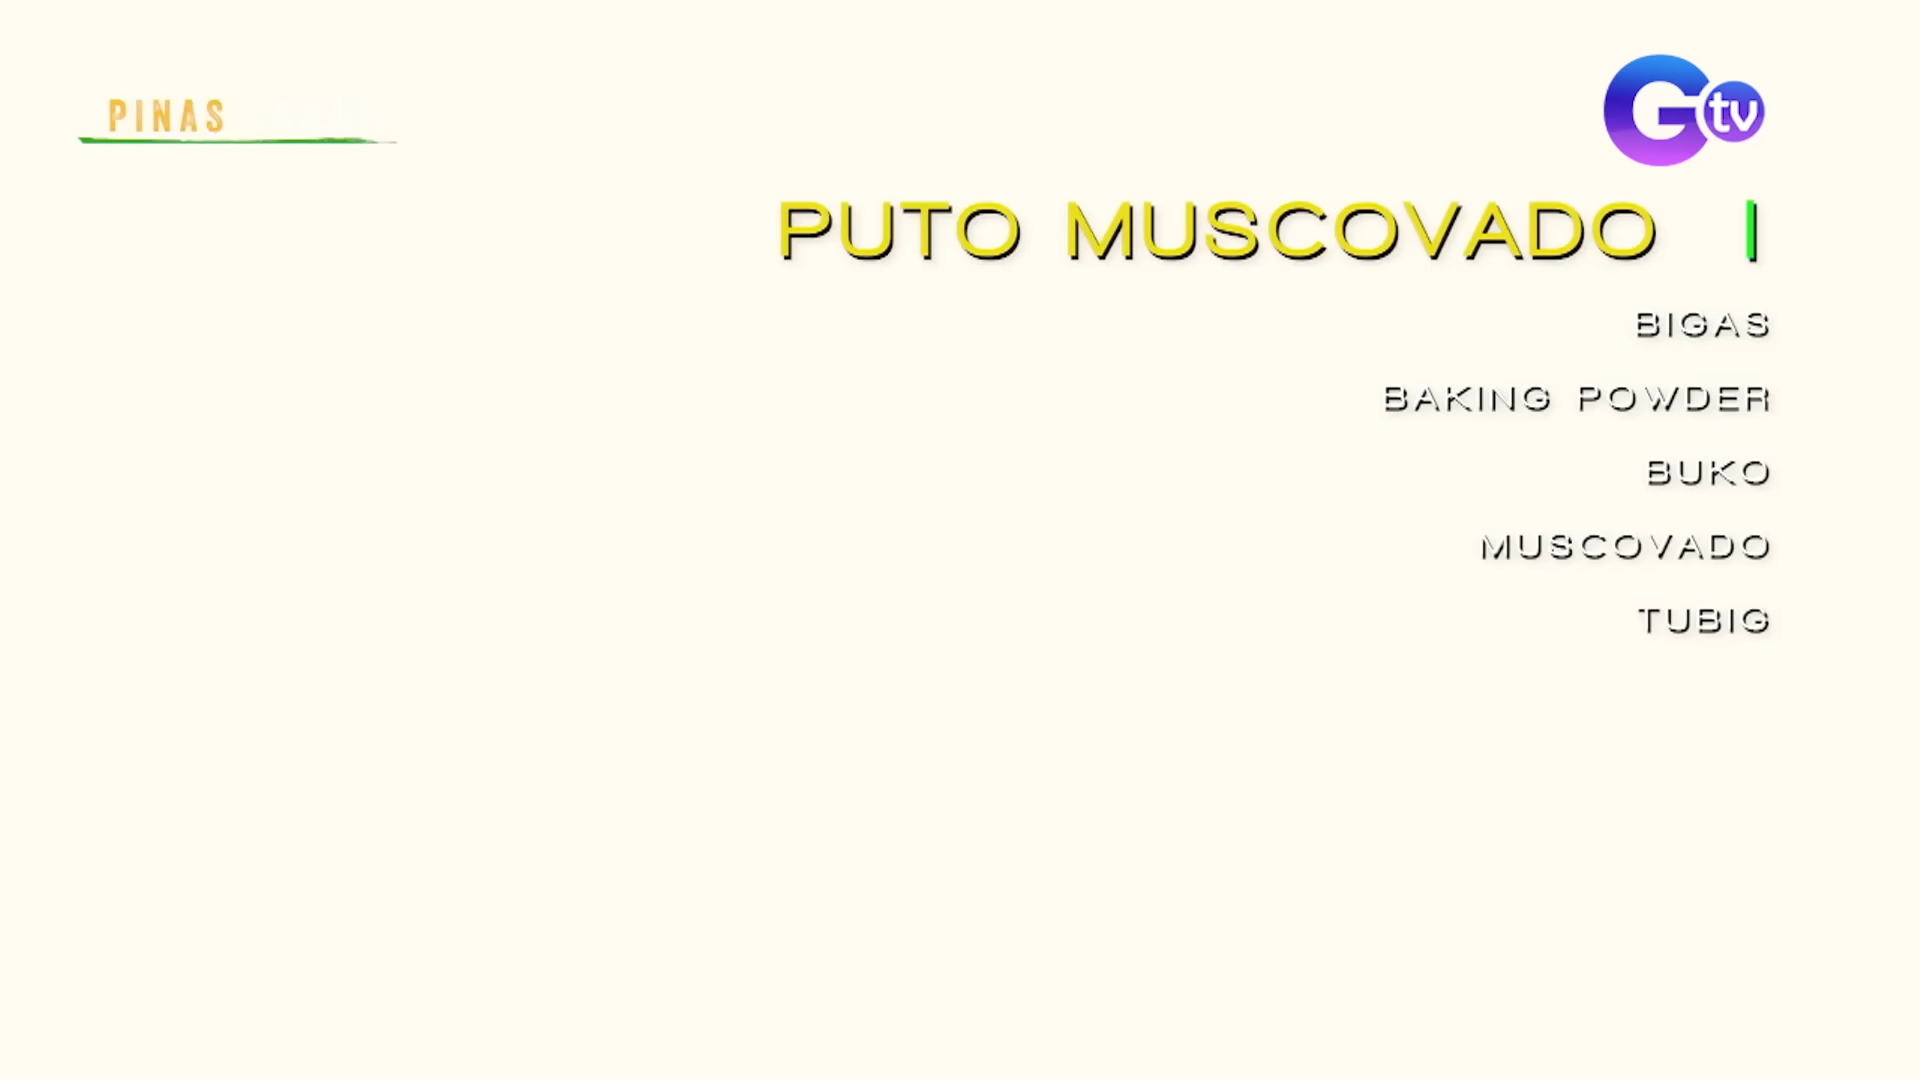 PINAS
Gtv
PUTO MUSCOVADO |
BIGAS
BAKING POWDER
BUKO
MUSCOVADO
TUBIG